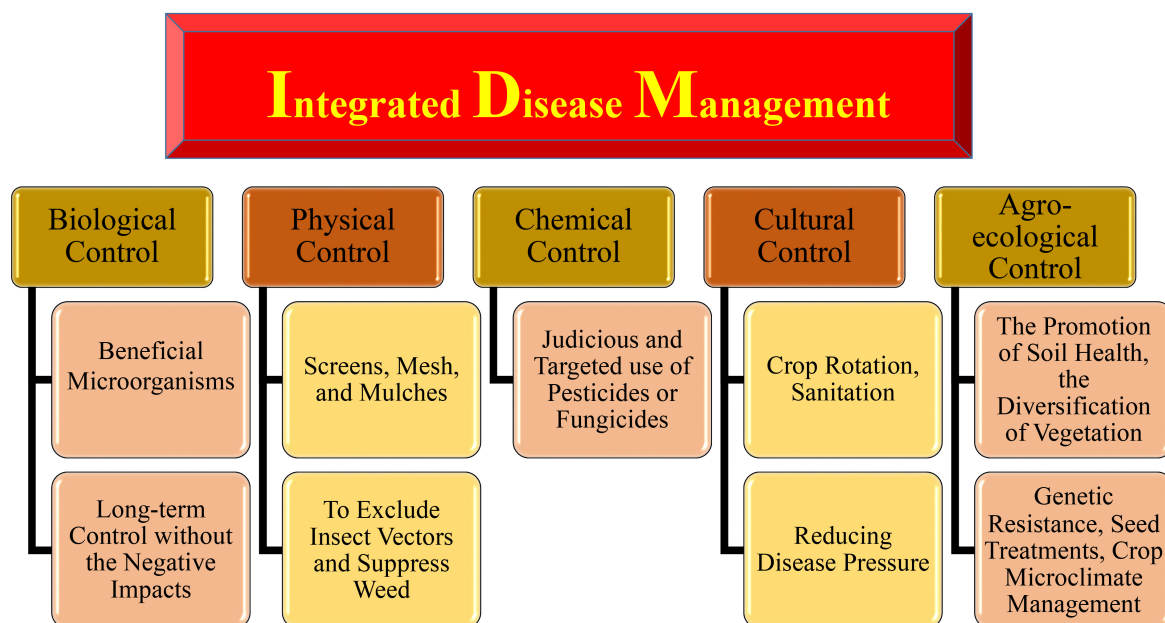 Integrated Disease Management
Biological
Control
Beneficial
Microorganisms
Long-term
Control without
the Negative
Impacts
Physical
Control
Screens, Mesh,
and Mulches
To Exclude
Insect Vectors
and Suppress
Weed
Chemical
Control
Judicious and
Targeted use of
Pesticides or
Fungicides
Cultural
Control
Crop Rotation,
Sanitation
Reducing
Disease Pressure
Agro-
ecological
Control
The Promotion
of Soil Health,
the
Diversification
of Vegetation
Genetic
Resistance, Seed
Treatments, Crop
Microclimate
Management